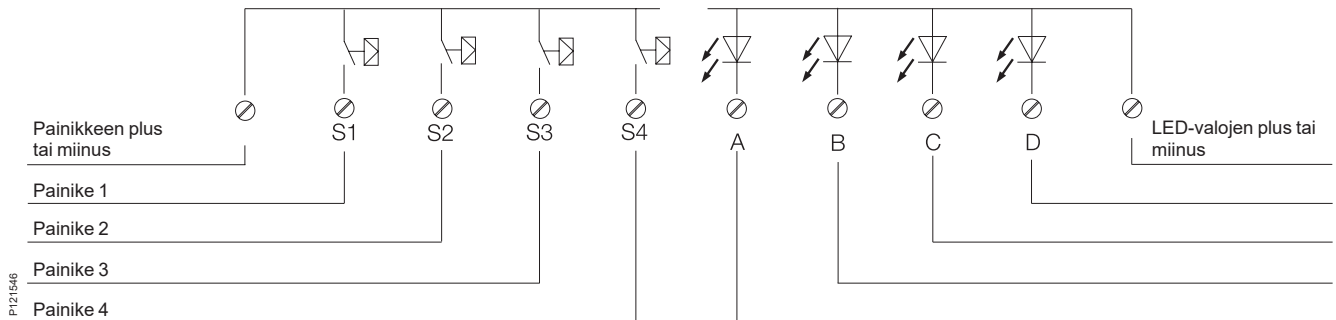 S1
S2
S3
S4
A
B
C
D
Painikkeen plus
tai miinus
LED-valojen plus tai
miinus
Painike 1
Painike 2
Painike 3
Painike 4
P121546